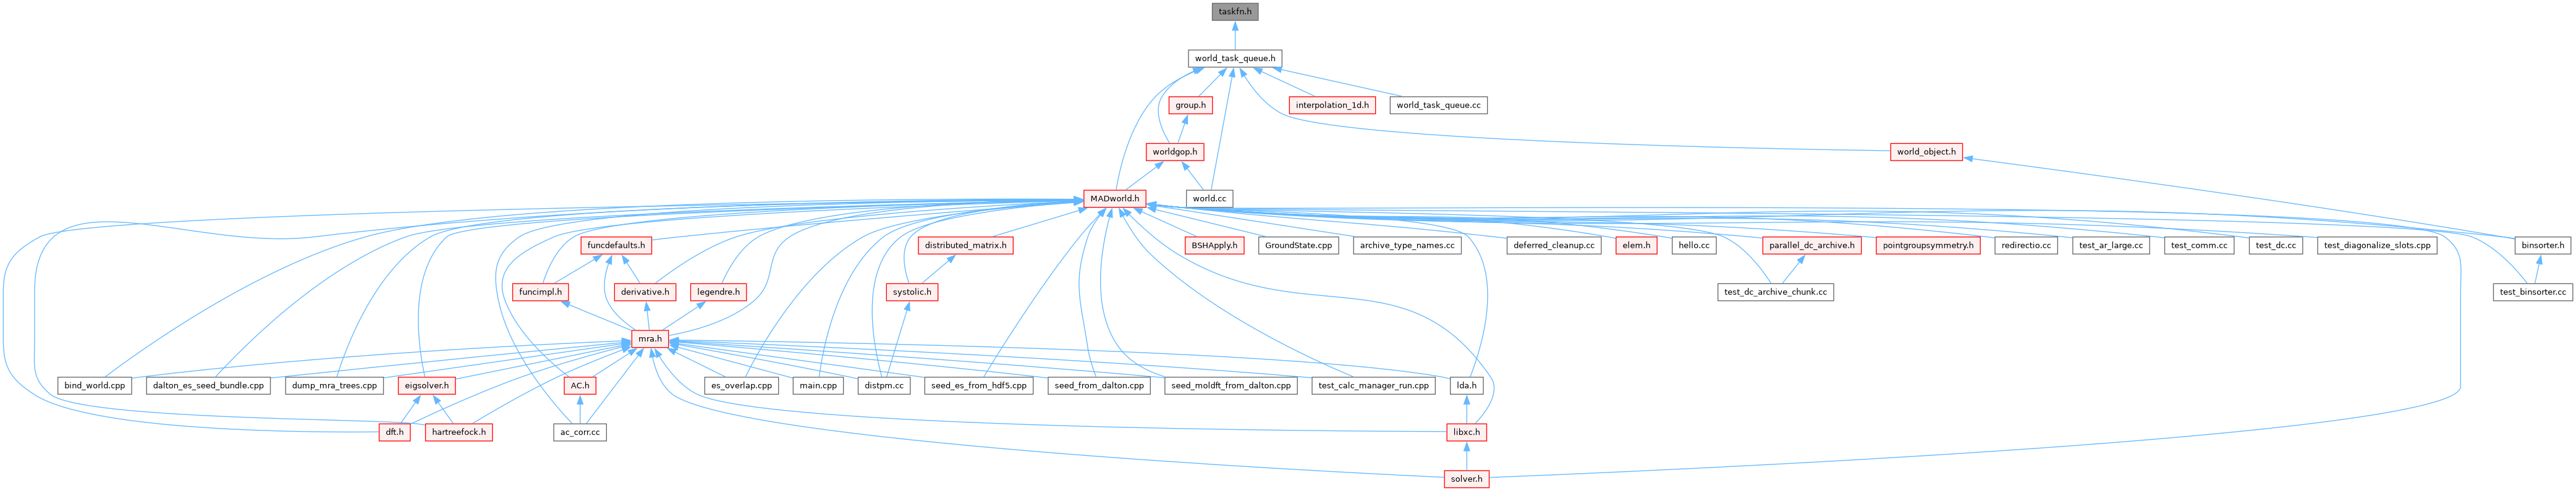 taskfn.h
world_task_queue.h
group.h
interpolation_1d.h
world_task_queue.cc
worldgop.h
world_object.h
MADworld.h
world.cc
funcdefaults.h
distributed_matrix.h
BSHApply.h
GroundState.cpp
archive_type_names.cc
deferred_cleanup.cc
elem.h
hello.cc
parallel_dc_archive.h
pointgroupsymmetry.h
redirectio.cc
test_ar_large.cc
test_comm.cc
test_dc.cc
test_diagonalize_slots.cpp
binsorter.h
funcimpl.h
derivative.h
legendre.h
systolic.h
test_dc_archive_chunk.cc
test_binsorter.cc
mra.h
bind_world.cpp
dalton_es_seed_bundle.cpp
dump_mra_trees.cpp
eigsolver.h
AC.h
es_overlap.cpp
main.cpp
distpm.cc
seed_es_from_hdf5.cpp
seed_from_dalton.cpp
seed_moldft_from_dalton.cpp
test_calc_manager_run.cpp
lda.h
dft.h
hartreefock.h
ac_corr.cc
libxc.h
solver.h